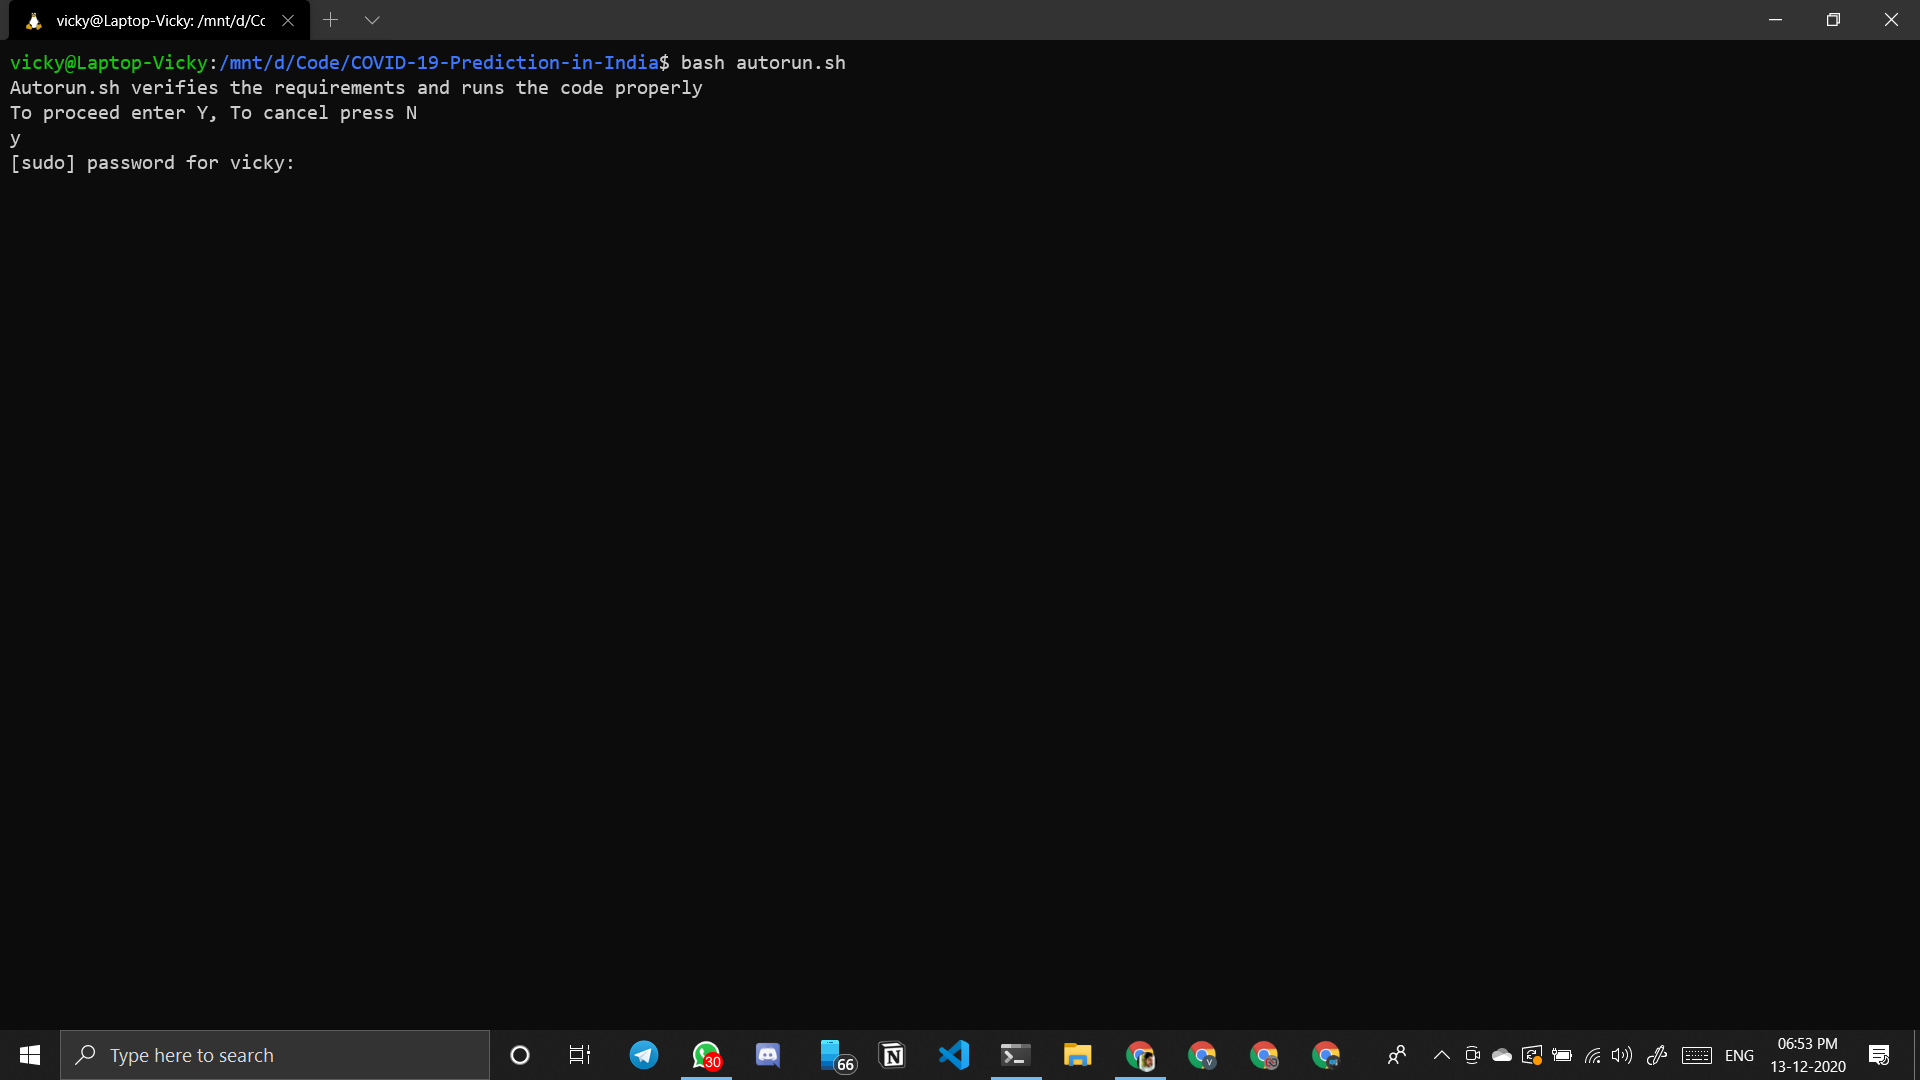 vicky@Laptop-Vicky: /mnt/d/Cc
vicky@Laptop-Vicky:/mnt/d/Code/COVID-19-Prediction-in-India$ bash autorun.sh
Autorun.sh verifies the requirements and runs the code properly
To proceed enter Y, To cancel press N
y
[sudo] password for vicky:
Type here to search
30
66
N
V
ENG
06:53 PM
13-12-2020